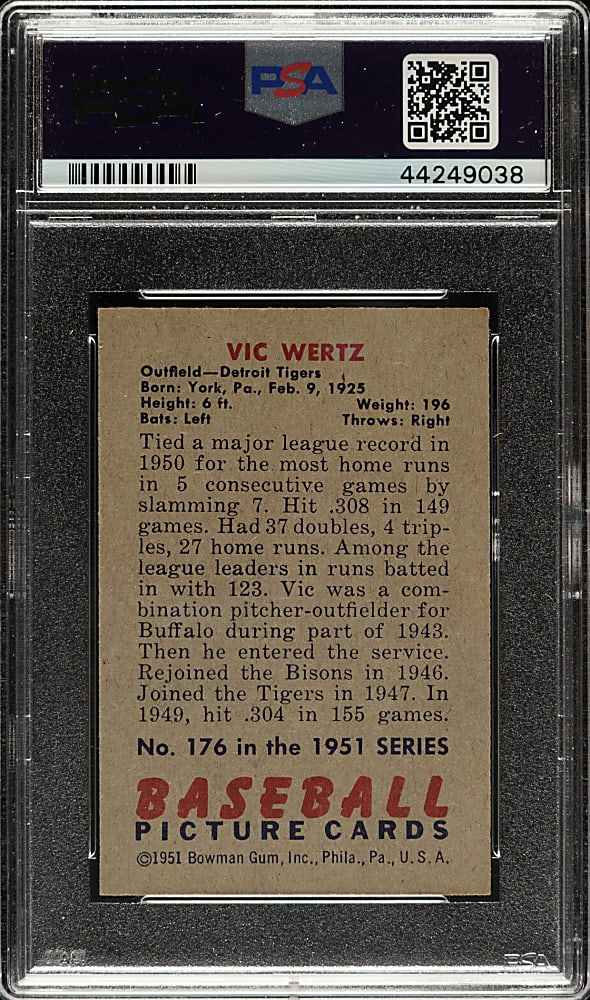 PSA
44249038
VIC WERTZ
Outfield—Detroit Tigers
Born: York, Pa., Feb. 9, 1925
Height: 6 ft. Weight: 196
Bats: Left Throws: Right
Tied a major league record in
1950 for the most home runs
in 5 consecutive games by
slamming 7. Hit .308 in 149
games. Had 37 doubles, 4 trip-
les, 27 home runs. Among the
league leaders in runs batted
in with 123. Vic was a com-
bination pitcher-outfielder for
Buffalo during part of 1943.
Then he entered the service.
Rejoined the Bisons in 1946.
Joined the Tigers in 1947. In
1949, hit .304 in 155 games.
No. 176 in the 1951 SERIES
BASEBALL
PICTURE CARDS
©1951 Bowman Gum, Inc., Phila., Pa., U.S.A.
PSA